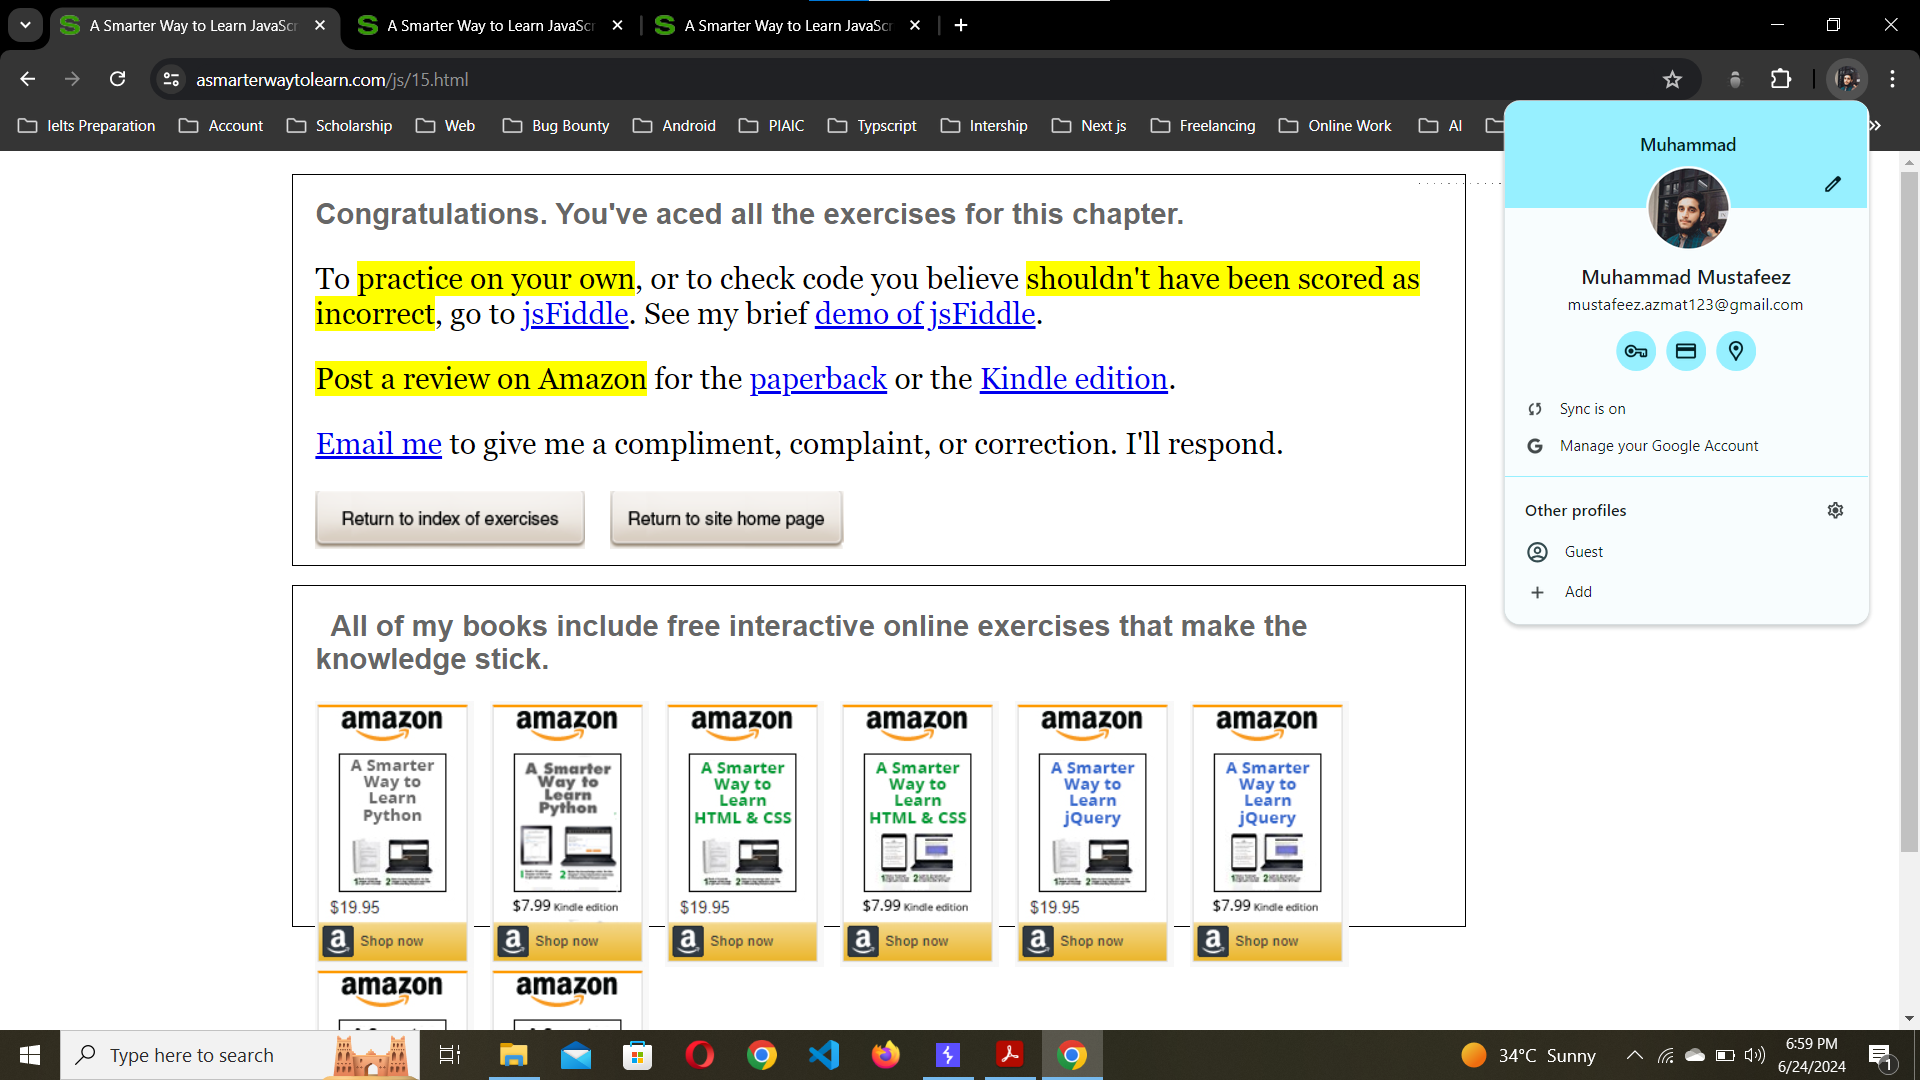 A Smarter Way to Learn JavaScr
A Smarter Way to Learn JavaScr
A Smarter Way to Learn JavaScr
asmarterwaytolearn.com/js/15.html
Ielts Preparation
Account
Scholarship
Web
Bug Bounty
Android
PIAIC
Typscript
Intership
Next js
Freelancing
Online Work
AI
Muhammad
Muhammad Mustafeez
mustafeez.azmat123@gmail.com
Sync is on
Manage your Google Account
Other profiles
Guest
Add
Congratulations. You've aced all the exercises for this chapter.
To practice on your own, or to check code you believe shouldn't have been scored as
incorrect, go to jsFiddle. See my brief demo of jsFiddle.
Post a review on Amazon for the paperback or the Kindle edition.
Email me to give me a compliment, complaint, or correction. I'll respond.
Return to index of exercises
Return to site home page
All of my books include free interactive online exercises that make the
knowledge stick.
amazon
A Smarter
Way to
Learn
Python
$19.95
Shop now
amazon
A Smarter
Way to
Learn
Python
$7.99 Kindle edition
Shop now
amazon
A Smarter
Way to
Learn
HTML & CSS
$19.95
Shop now
amazon
A Smarter
Way to
Learn
HTML & CSS
$7.99 Kindle edition
Shop now
amazon
A Smarter
Way to
Learn
jQuery
$19.95
Shop now
amazon
A Smarter
Way to
Learn
jQuery
$7.99 Kindle edition
Shop now
amazon
amazon
Type here to search
34°C Sunny
6:59 PM
6/24/2024
1